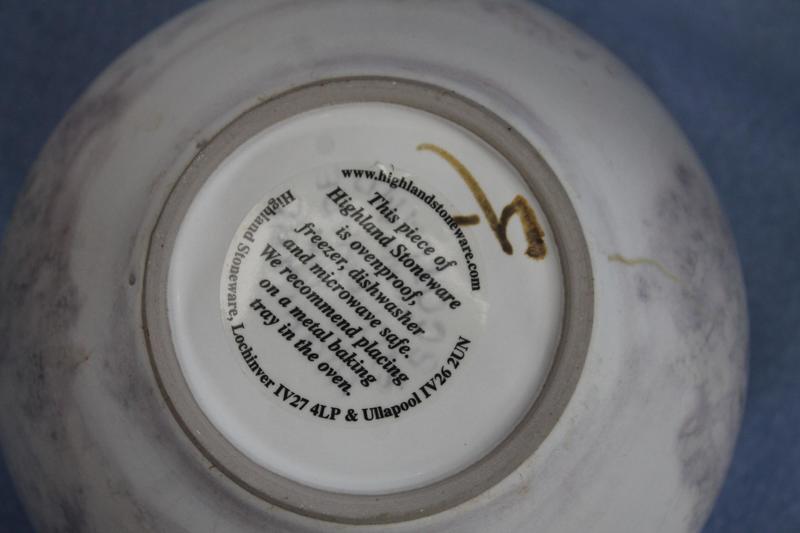 www.highlandstoneware.com
This piece of
Highland Stoneware
is ovenproof,
freezer, dishwasher
and microwave safe.
We recommend placing
on a metal baking
tray in the oven.
Highland Stoneware, Lochinver IV27 4LP & Ullapool IV26 2UN